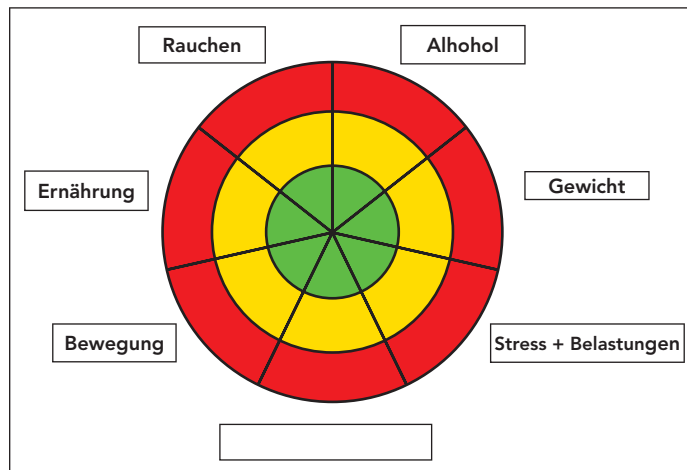 Rauchen
Alhohol
Ernährung
Gewicht
Bewegung
Stress + Belastungen